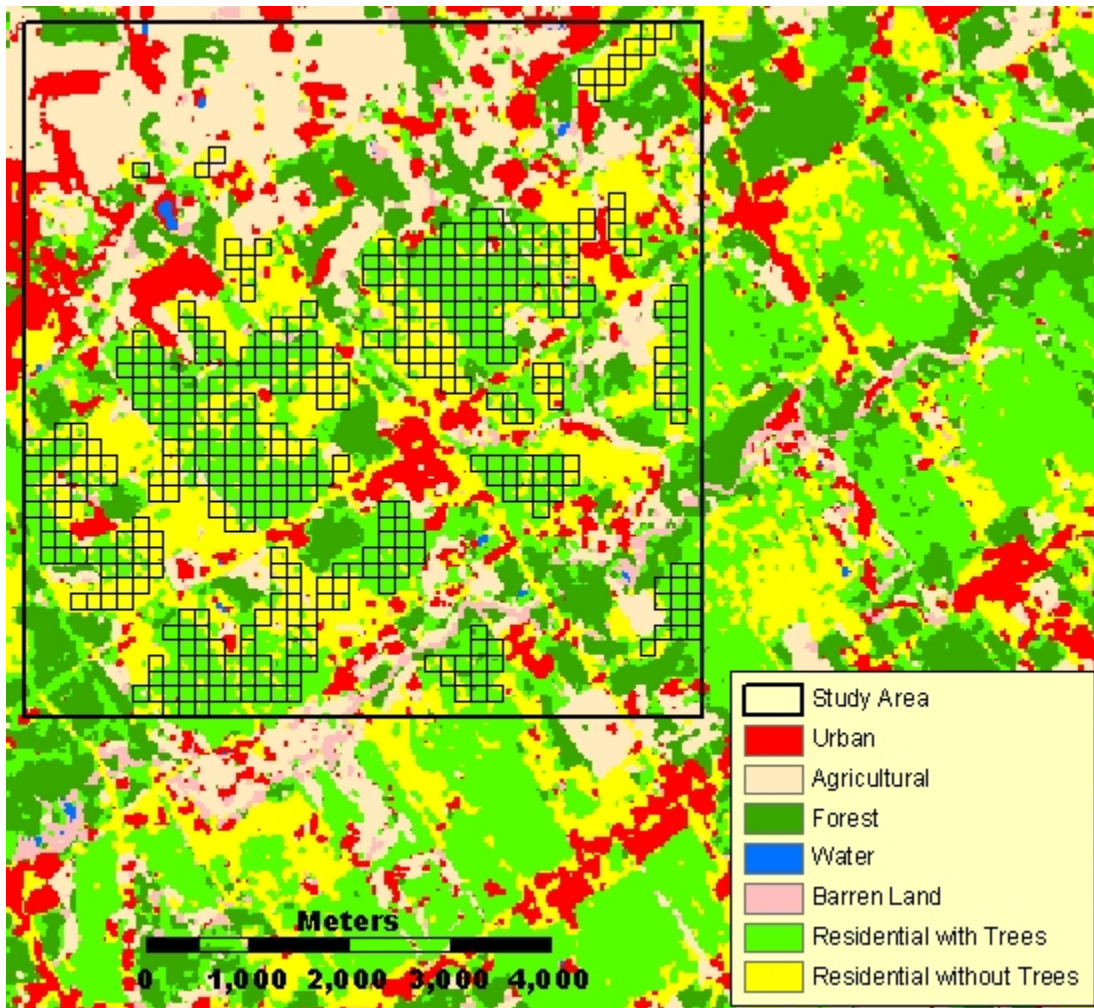 Study Area
Urban
Agricultural
Forest
Water
Barren Land
Residential with Trees
Residential without Trees
Meters
0 1,000 2,000 3,000 4,000